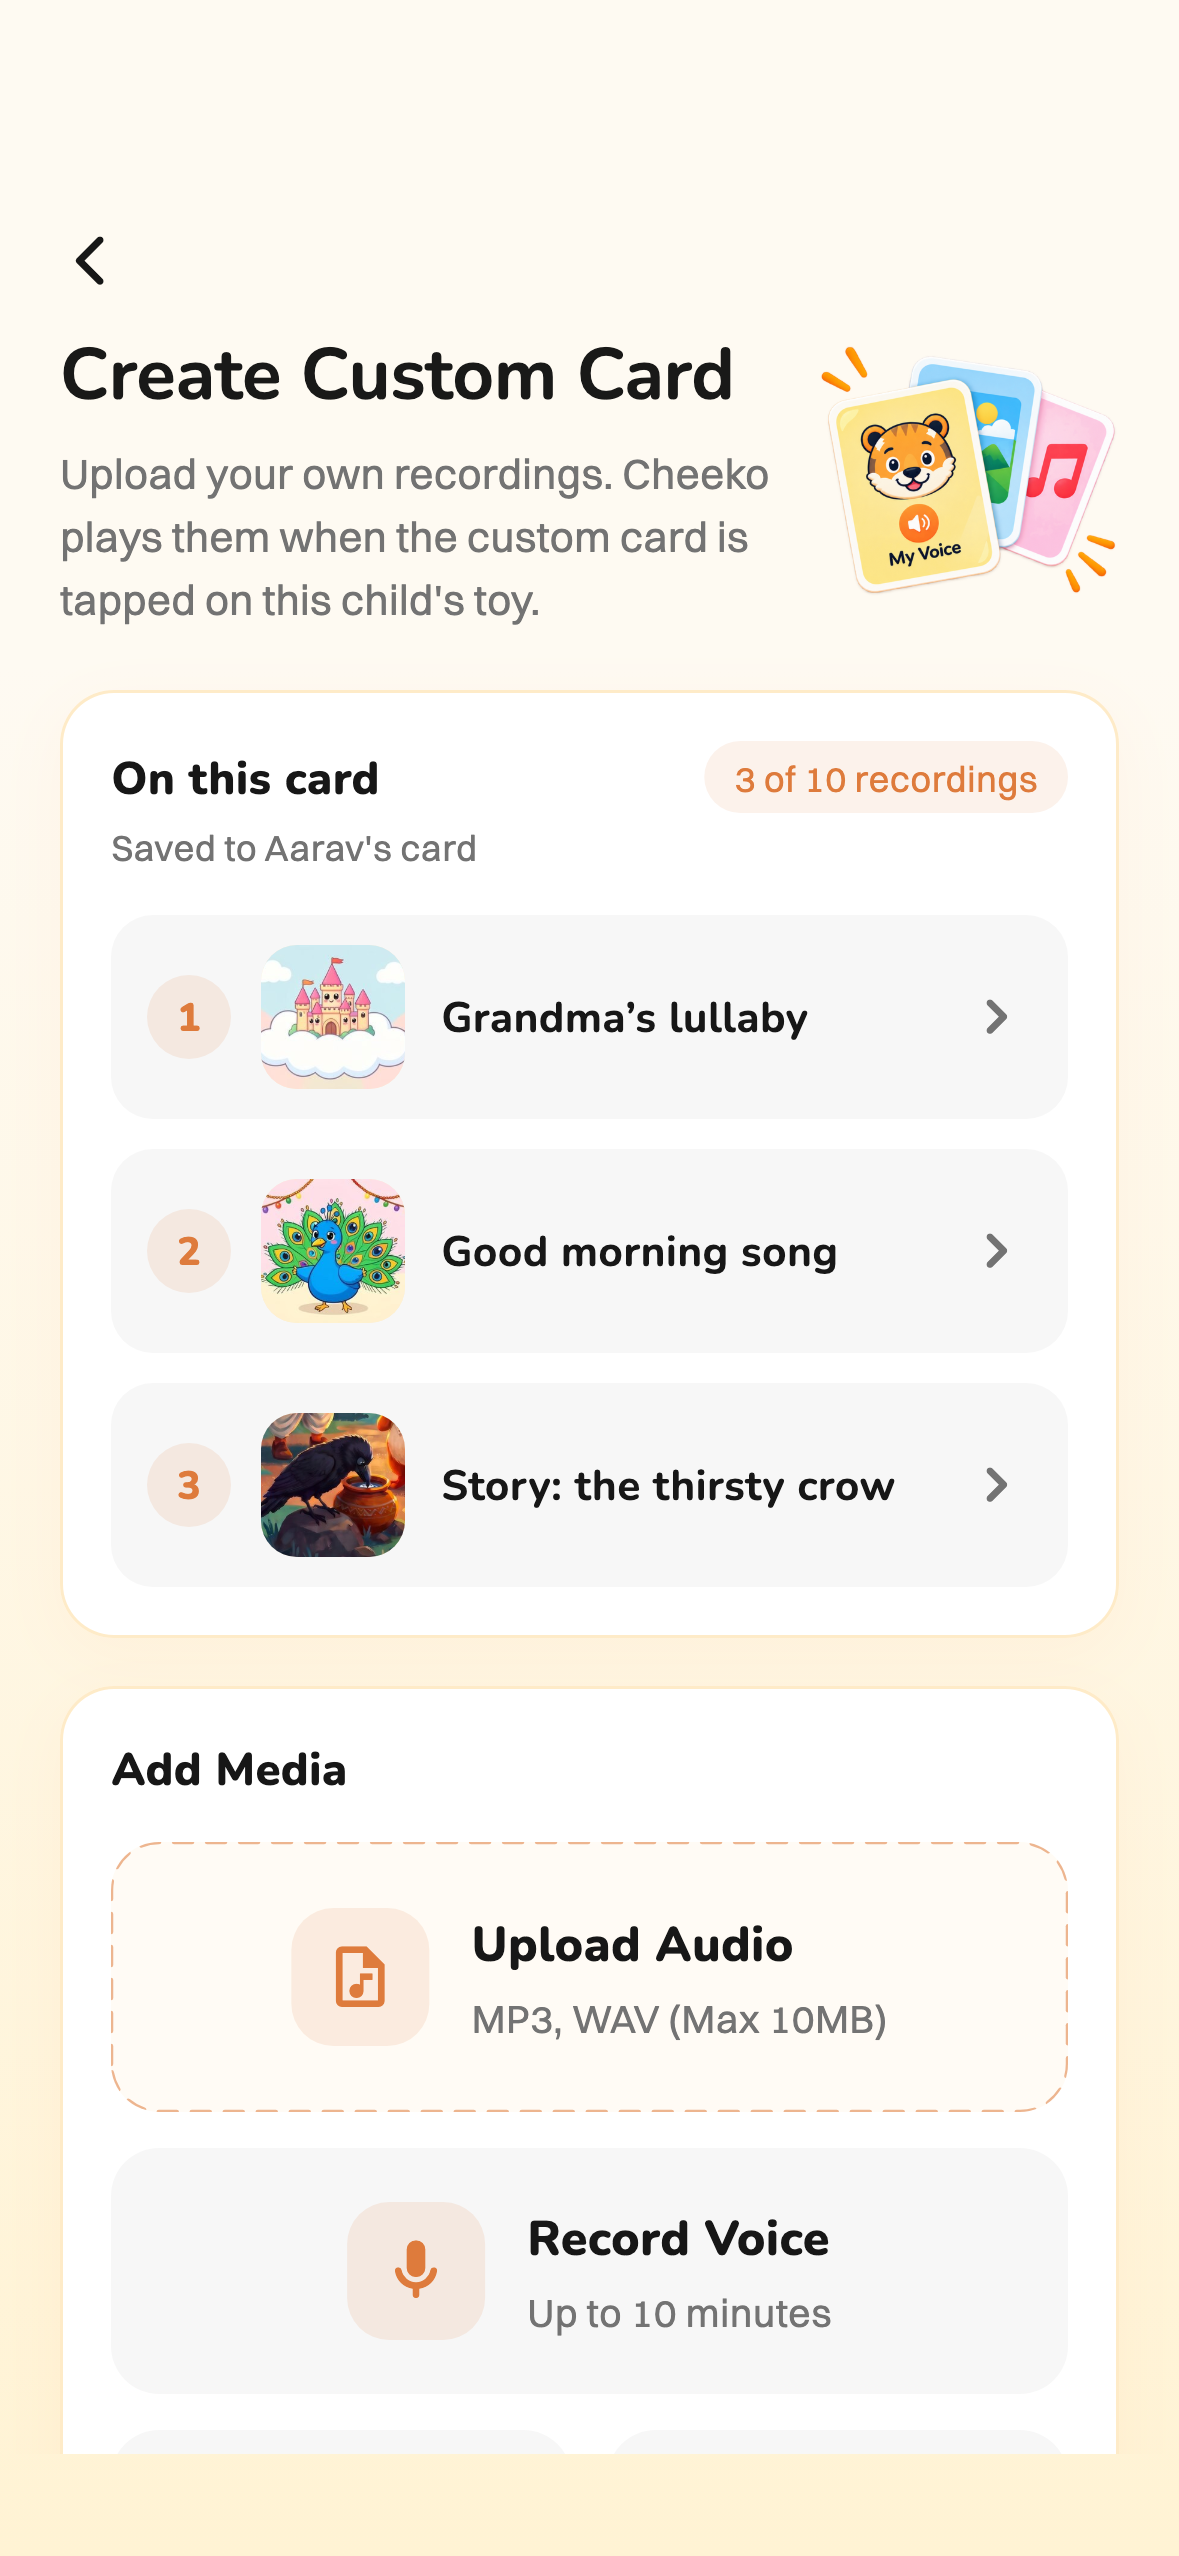 Create Custom Card
Upload your own recordings. Cheeko
plays them when the custom card is
tapped on this child's toy.
My Voice
On this card
3 of 10 recordings
Saved to Aarav's card
1
Grandma’s lullaby
2
Good morning song
3
Story: the thirsty crow
Add Media
Upload Audio
MP3, WAV (Max 10MB)
Record Voice
Up to 10 minutes